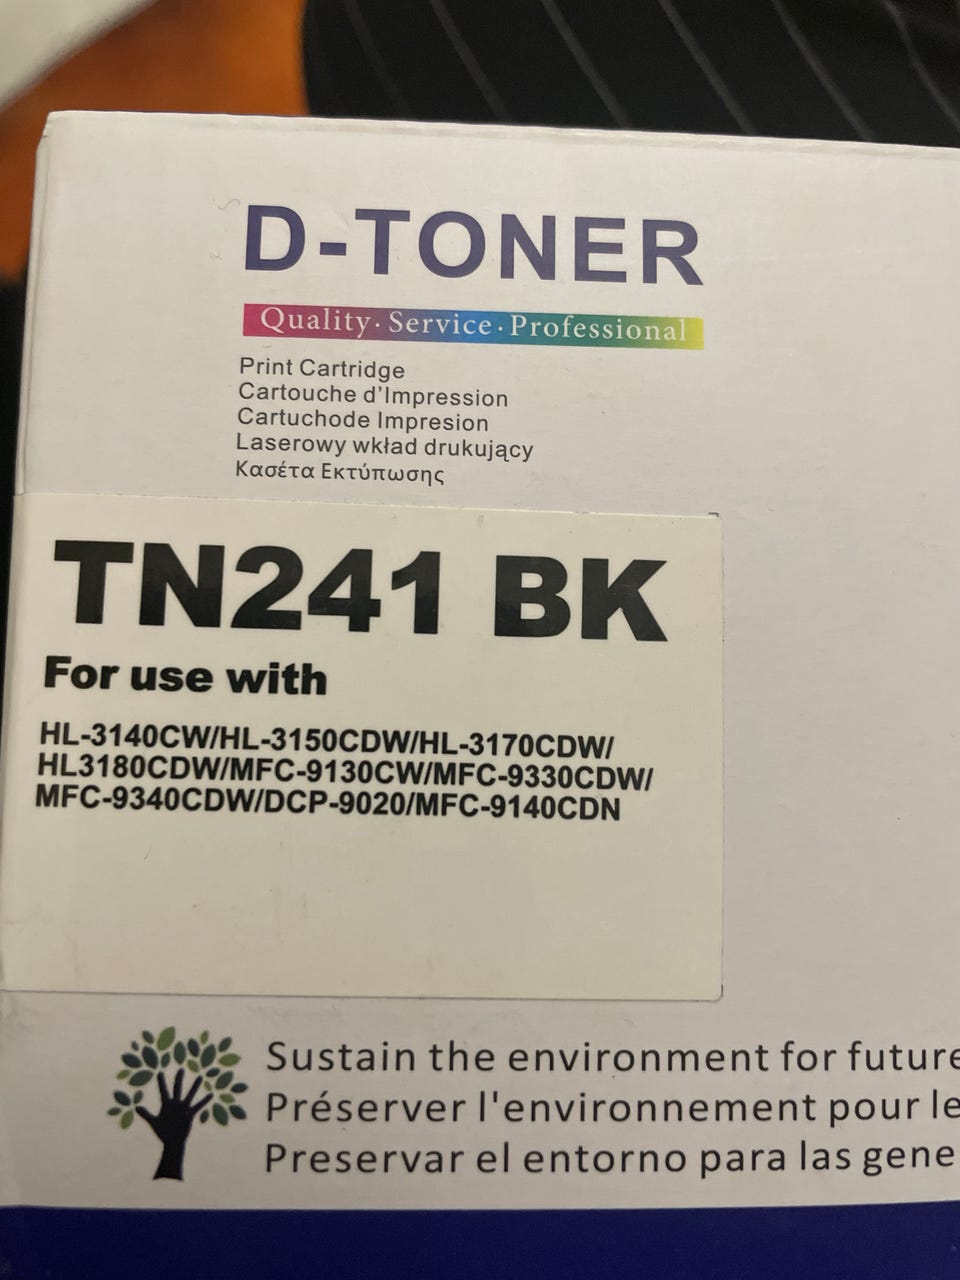 D-TONER
Quality · Service · Professional
Print Cartridge
Cartouche d'Impression
Cartuchode Impresion
Laserowy wkład drukujący
Κασέτα Εκτύπωσης
TN241 BK
For use with
HL-3140CW/HL-3150CDW/HL-3170CDW/
HL3180CDW/MFC-9130CW/MFC-9330CDW/
MFC-9340CDW/DCP-9020/MFC-9140CDN
Sustain the environment for future
Préserver l'environnement pour le
Preservar el entorno para las gene